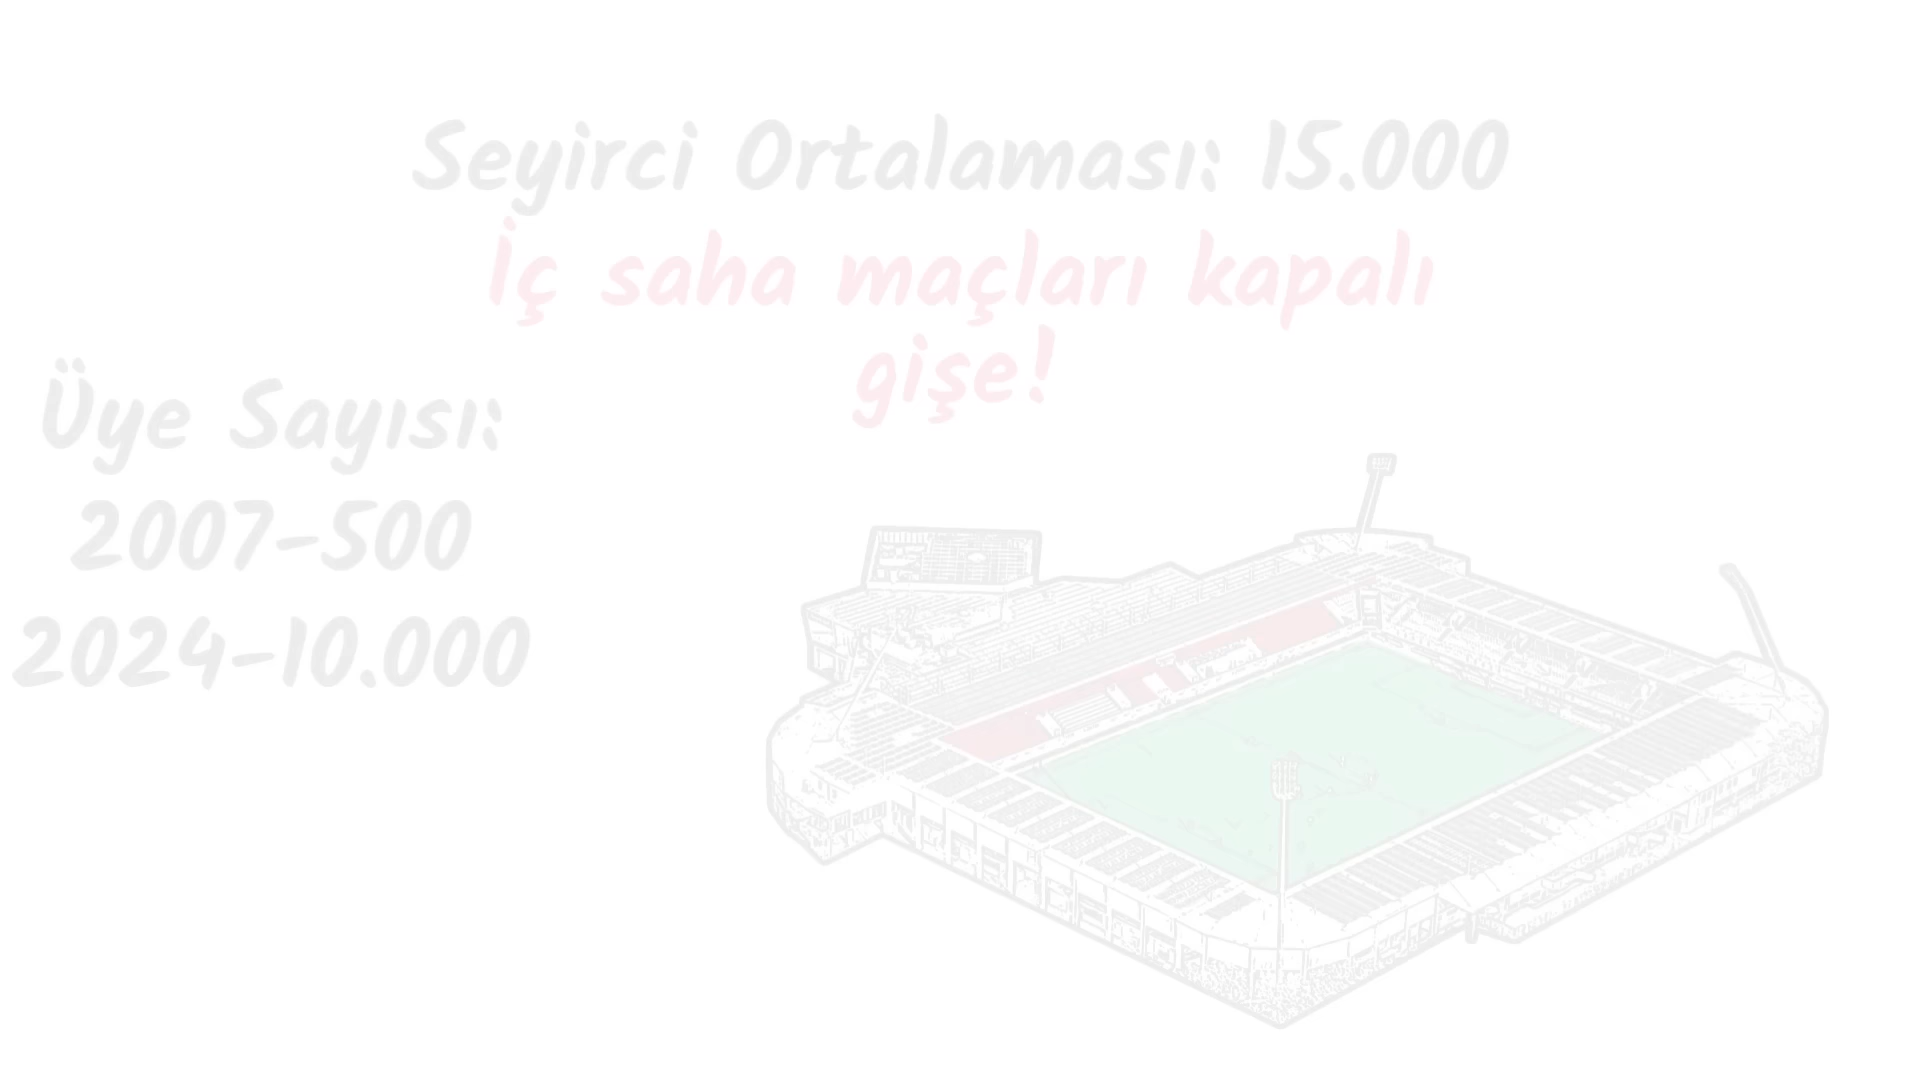 Seyirci Ortalaması: 15.000
İç saha maçları kapalı
gişe!
Üye Sayısı:
2007-500
2024-10.000